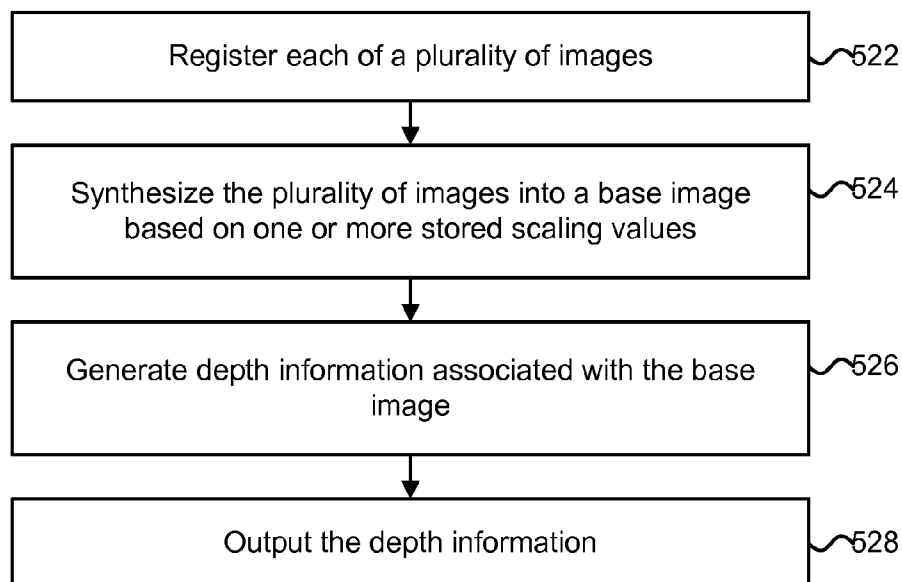 Register each of a plurality of images
522
Synthesize the plurality of images into a base image
based on one or more stored scaling values
524
Generate depth information associated with the base
image
526
Output the depth information
528